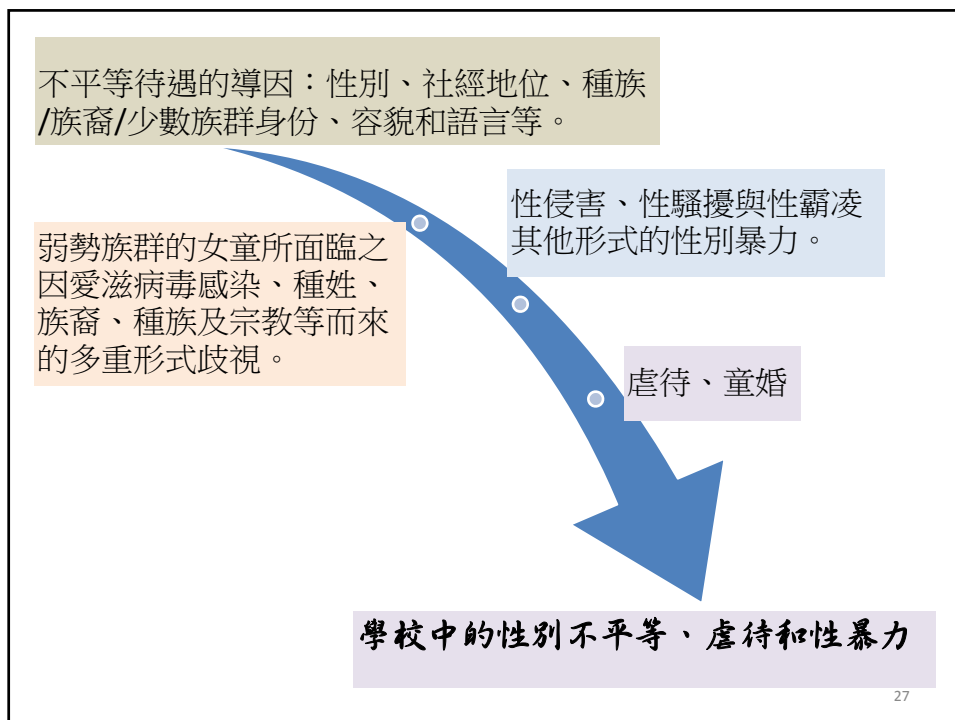 不平等待遇的導因：性別、社經地位、種族
/族裔/少數族群身份、容貌和語言等。
性侵害、性騷擾與性霸凌
其他形式的性別暴力。
弱勢族群的女童所面臨之
因愛滋病毒感染、種姓、
族裔、種族及宗教等而來
的多重形式歧視。
虐待、童婚
學校中的性別不平等、虐待和性暴力
27